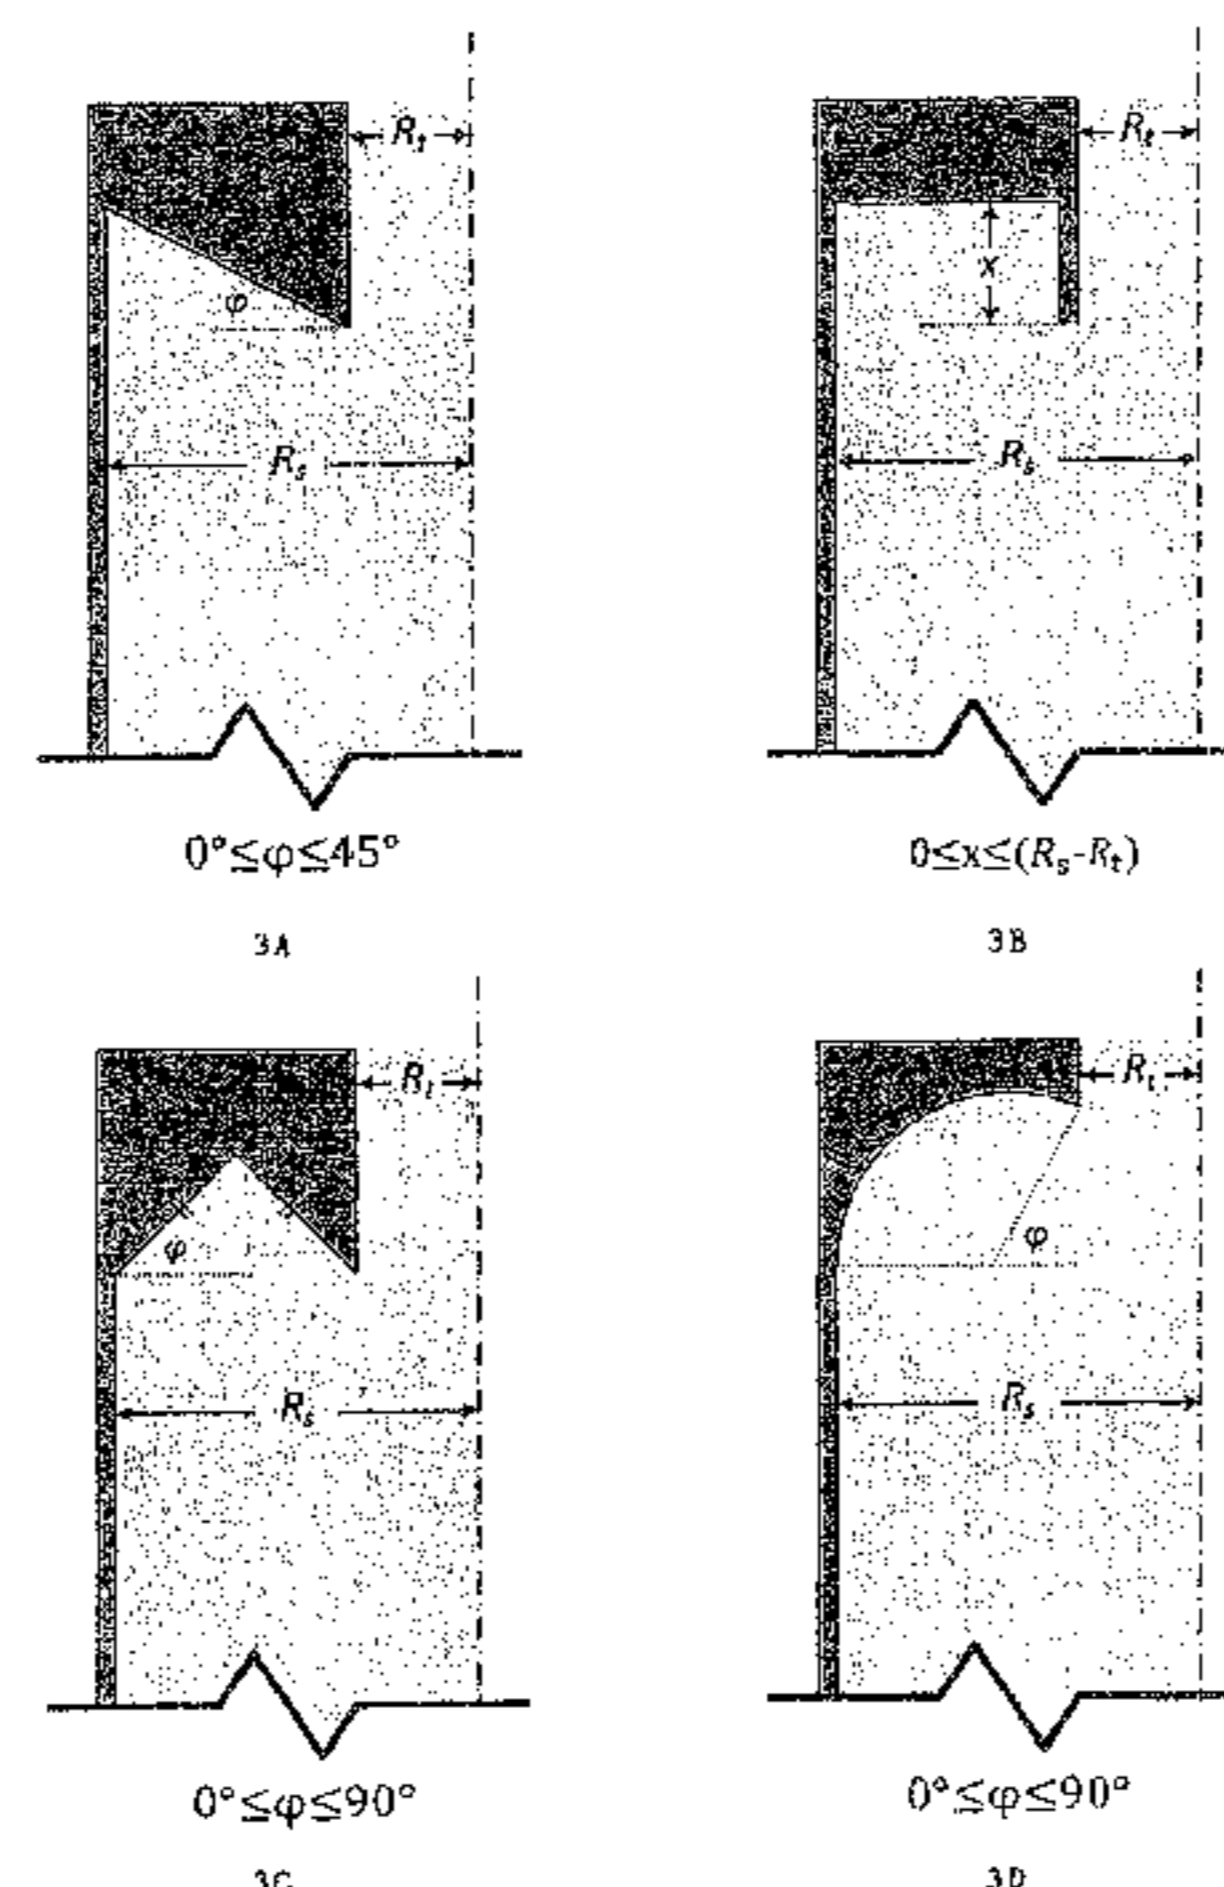 Rt
φ
Rs
0°≤φ≤45°
3A
Rt
x
Rs
0≤x≤(Rs-Rt)
3B
Rt
φ
Rs
0°≤φ≤90°
3C
Rt
φ
Rs
0°≤φ≤90°
3D